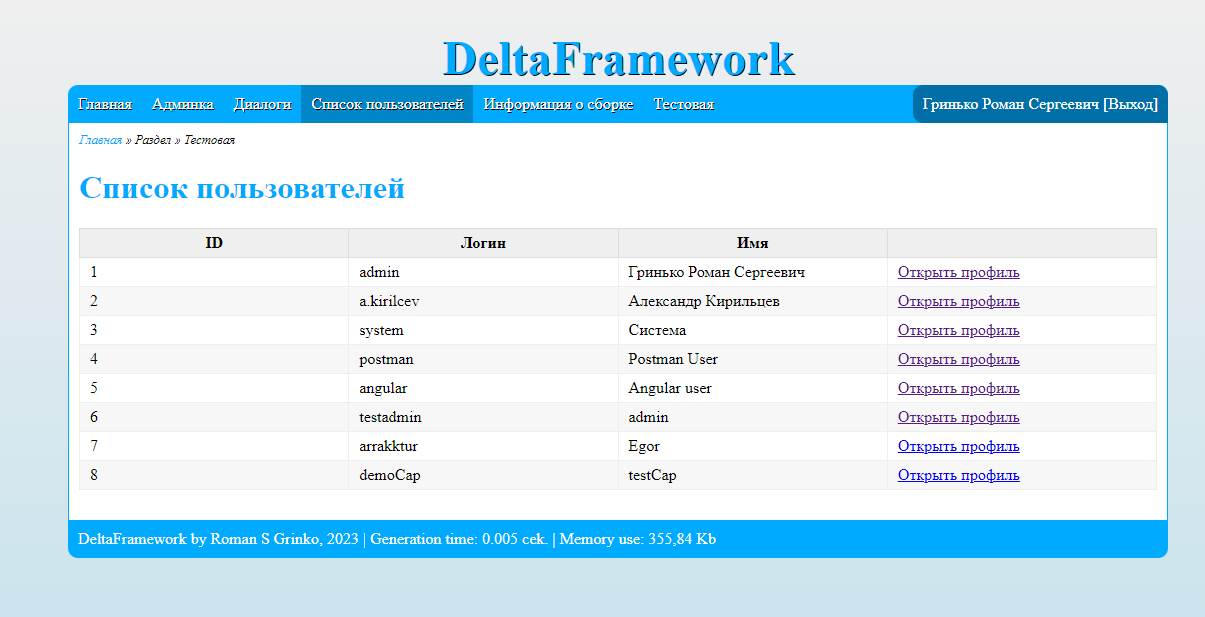 DeltaFramework
Главная Админка Диалоги Список пользователей Информация о сборке Тестовая Гринько Роман Сергеевич [Выход]
Главная » Раздел » Тестовая
Список пользователей
ID Логин Имя
1 admin Гринько Роман Сергеевич Открыть профиль
2 a.kirilcev Александр Кирильцев Открыть профиль
3 system Система Открыть профиль
4 postman Postman User Открыть профиль
5 angular Angular user Открыть профиль
6 testadmin admin Открыть профиль
7 arrakktur Egor Открыть профиль
8 demoCap testCap Открыть профиль
DeltaFramework by Roman S Grinko, 2023 | Generation time: 0.005 сек. | Memory use: 355,84 Kb